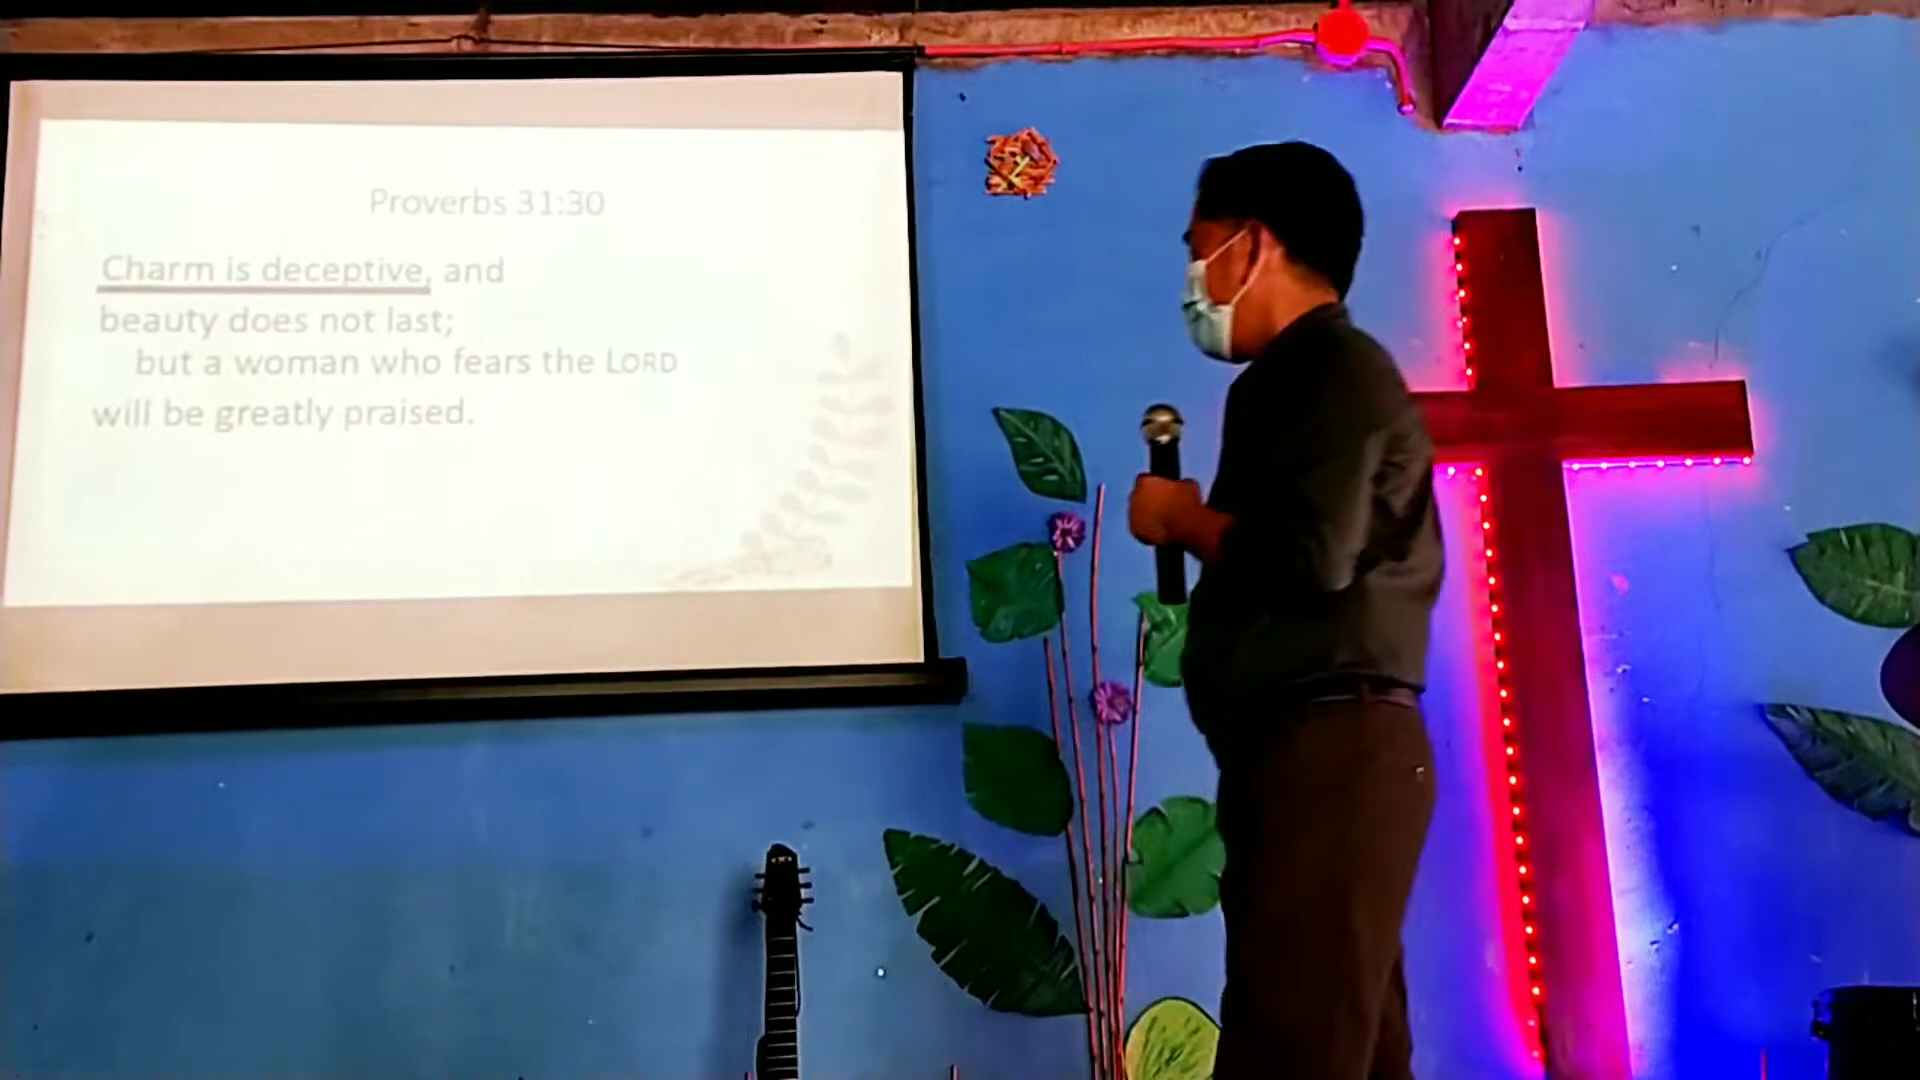 Proverbs 31:30
Charm is deceptive, and
beauty does not last;
but a woman who fears the LORD
will be greatly praised.